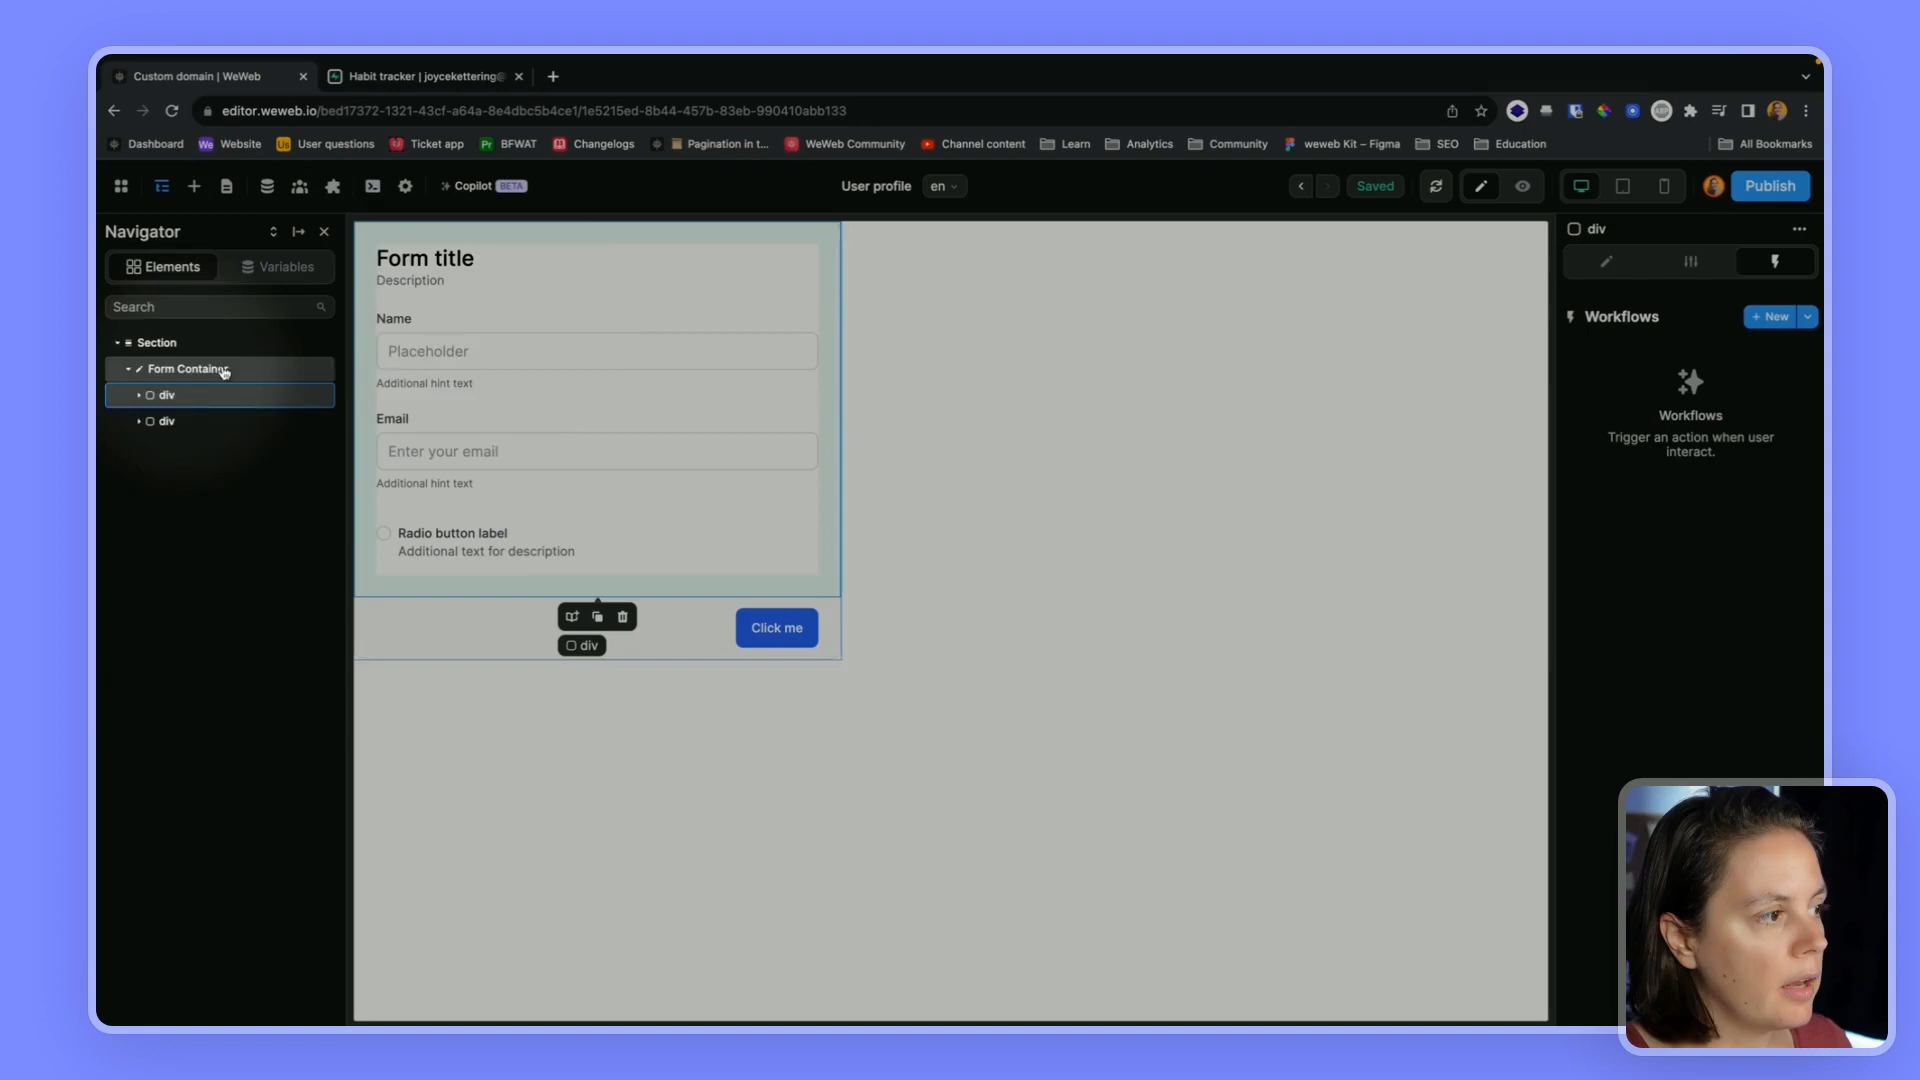 Custom domain | WeWeb
Habit tracker | joycekettering@
editor.weweb.io/bed17372-1321-43cf-a64a-8e4dbc5b4ce1/1e5215ed-8b44-457b-83eb-990410abb133
Dashboard
We Website
Us User questions
Ticket app
Pr BFWAT
Changelogs
Pagination in t...
WeWeb Community
Channel content
Learn
Analytics
Community
weweb Kit – Figma
SEO
Education
All Bookmarks
Copilot BETA
User profile
en
Saved
Publish
Navigator
Elements
Variables
Search
Section
Form Container
div
div
Form title
Description
Name
Placeholder
Additional hint text
Email
Enter your email
Additional hint text
Radio button label
Additional text for description
Click me
div
div
Workflows
+ New
Workflows
Trigger an action when user
interact.